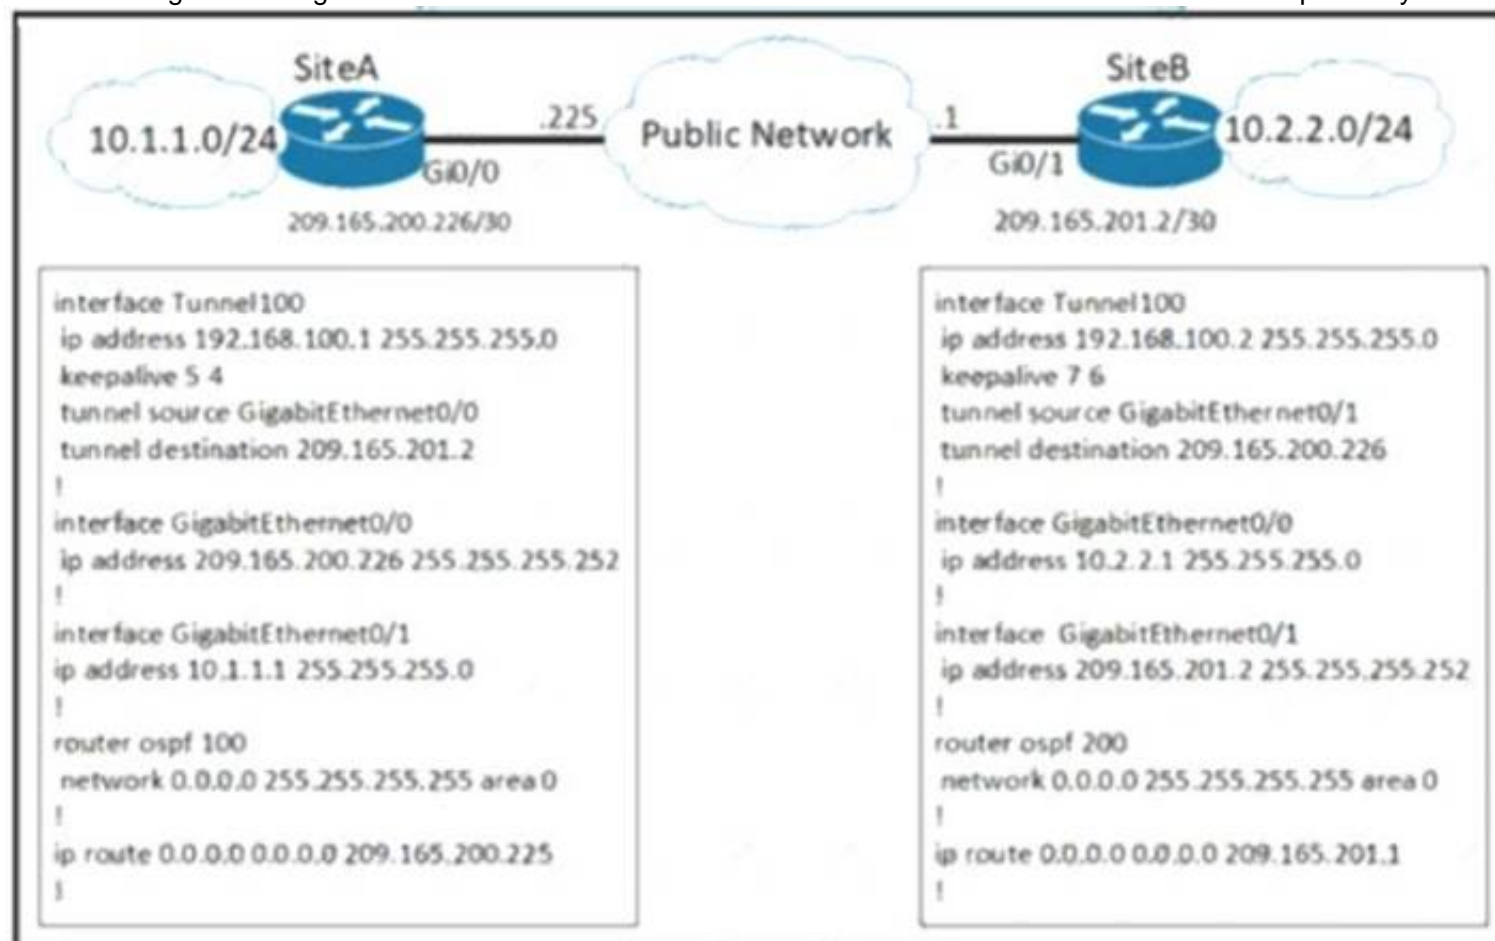 SiteA
SiteB
10.1.1.0/24
.225
Public Network
.1
10.2.2.0/24
Gi0/0
Gi0/1
209.165.200.226/30
209.165.201.2/30
interface Tunnel100
ip address 192.168.100.1 255.255.255.0
keepalive 5 4
tunnel source GigabitEthernet0/0
tunnel destination 209.165.201.2
!
interface GigabitEthernet0/0
ip address 209.165.200.226 255.255.255.252
!
interface GigabitEthernet0/1
ip address 10.1.1.1 255.255.255.0
!
router ospf 100
network 0.0.0.0 255.255.255.255 area 0
!
ip route 0.0.0.0 0.0.0.0 209.165.200.225
!
interface Tunnel100
ip address 192.168.100.2 255.255.255.0
keepalive 7 6
tunnel source GigabitEthernet0/1
tunnel destination 209.165.200.226
!
interface GigabitEthernet0/0
ip address 10.2.2.1 255.255.255.0
!
interface GigabitEthernet0/1
ip address 209.165.201.2 255.255.255.252
!
router ospf 200
network 0.0.0.0 255.255.255.255 area 0
!
ip route 0.0.0.0 0.0.0.0 209.165.201.1
!